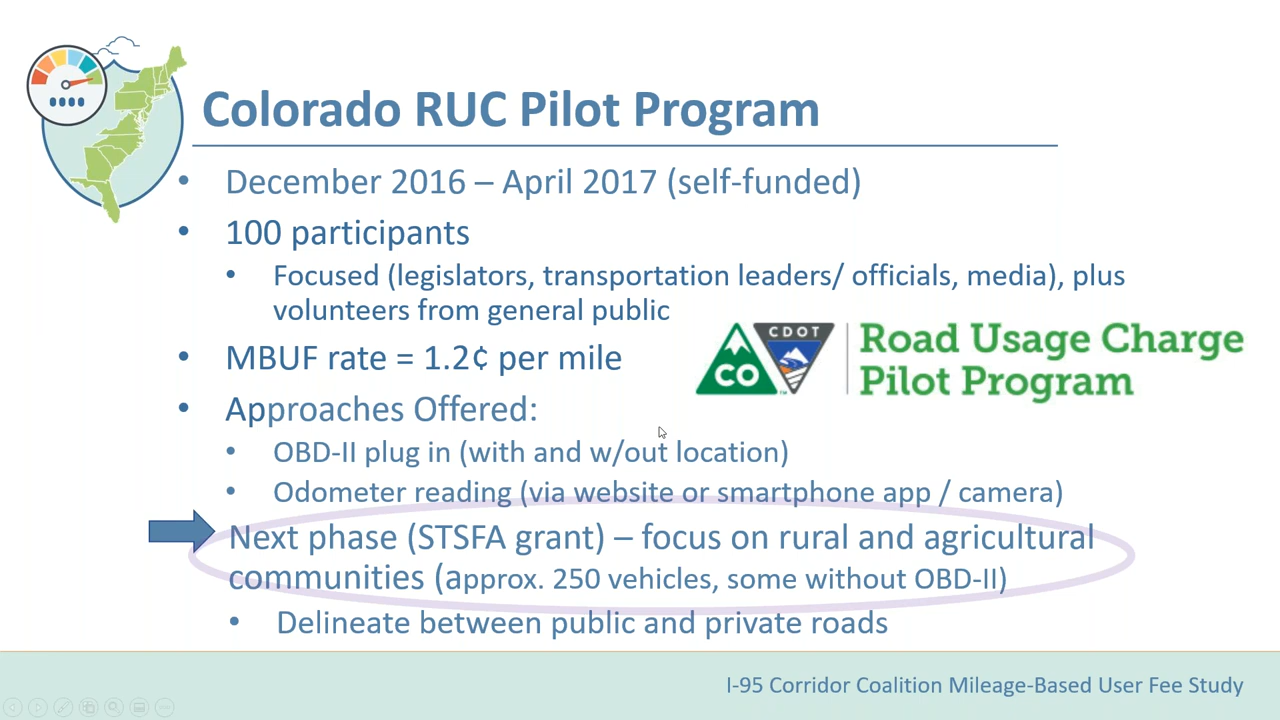 Colorado RUC Pilot Program
• December 2016 – April 2017 (self-funded)
• 100 participants
• Focused (legislators, transportation leaders/ officials, media), plus
volunteers from general public
• MBUF rate = 1.2¢ per mile
CO
CDOT
Road Usage Charge
Pilot Program
• Approaches Offered:
• OBD-II plug in (with and w/out location)
• Odometer reading (via website or smartphone app / camera)
Next phase (STSFA grant) – focus on rural and agricultural
communities (approx. 250 vehicles, some without OBD-II)
• Delineate between public and private roads
I-95 Corridor Coalition Mileage-Based User Fee Study